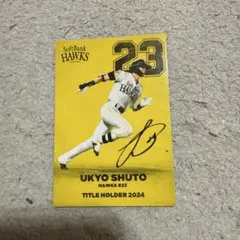 SoftBank
HAWKS
23
UKYO SHUTO
HAWKS #23
TITLE HOLDER 2024